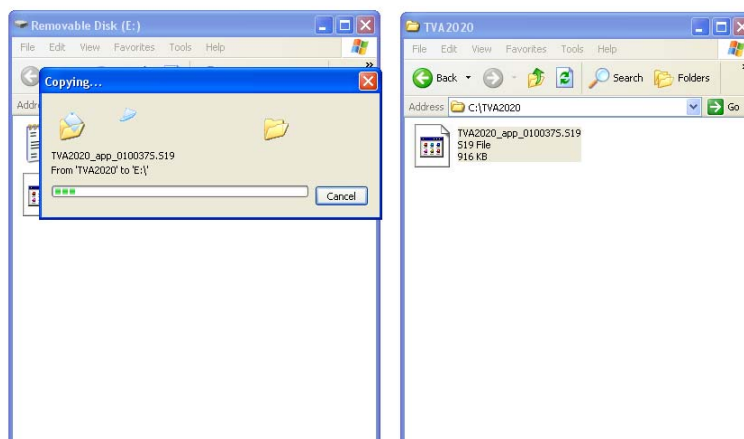 Removable Disk (E:)
File Edit View Favorites Tools Help
Copying...
TVA2020_app_010037S.S19
From 'TVA2020' to 'E:\'
Cancel
TVA2020
File Edit View Favorites Tools Help
Back Search Folders
Address C:\TVA2020 Go
TVA2020_app_010037S.S19
S19 File
916 KB